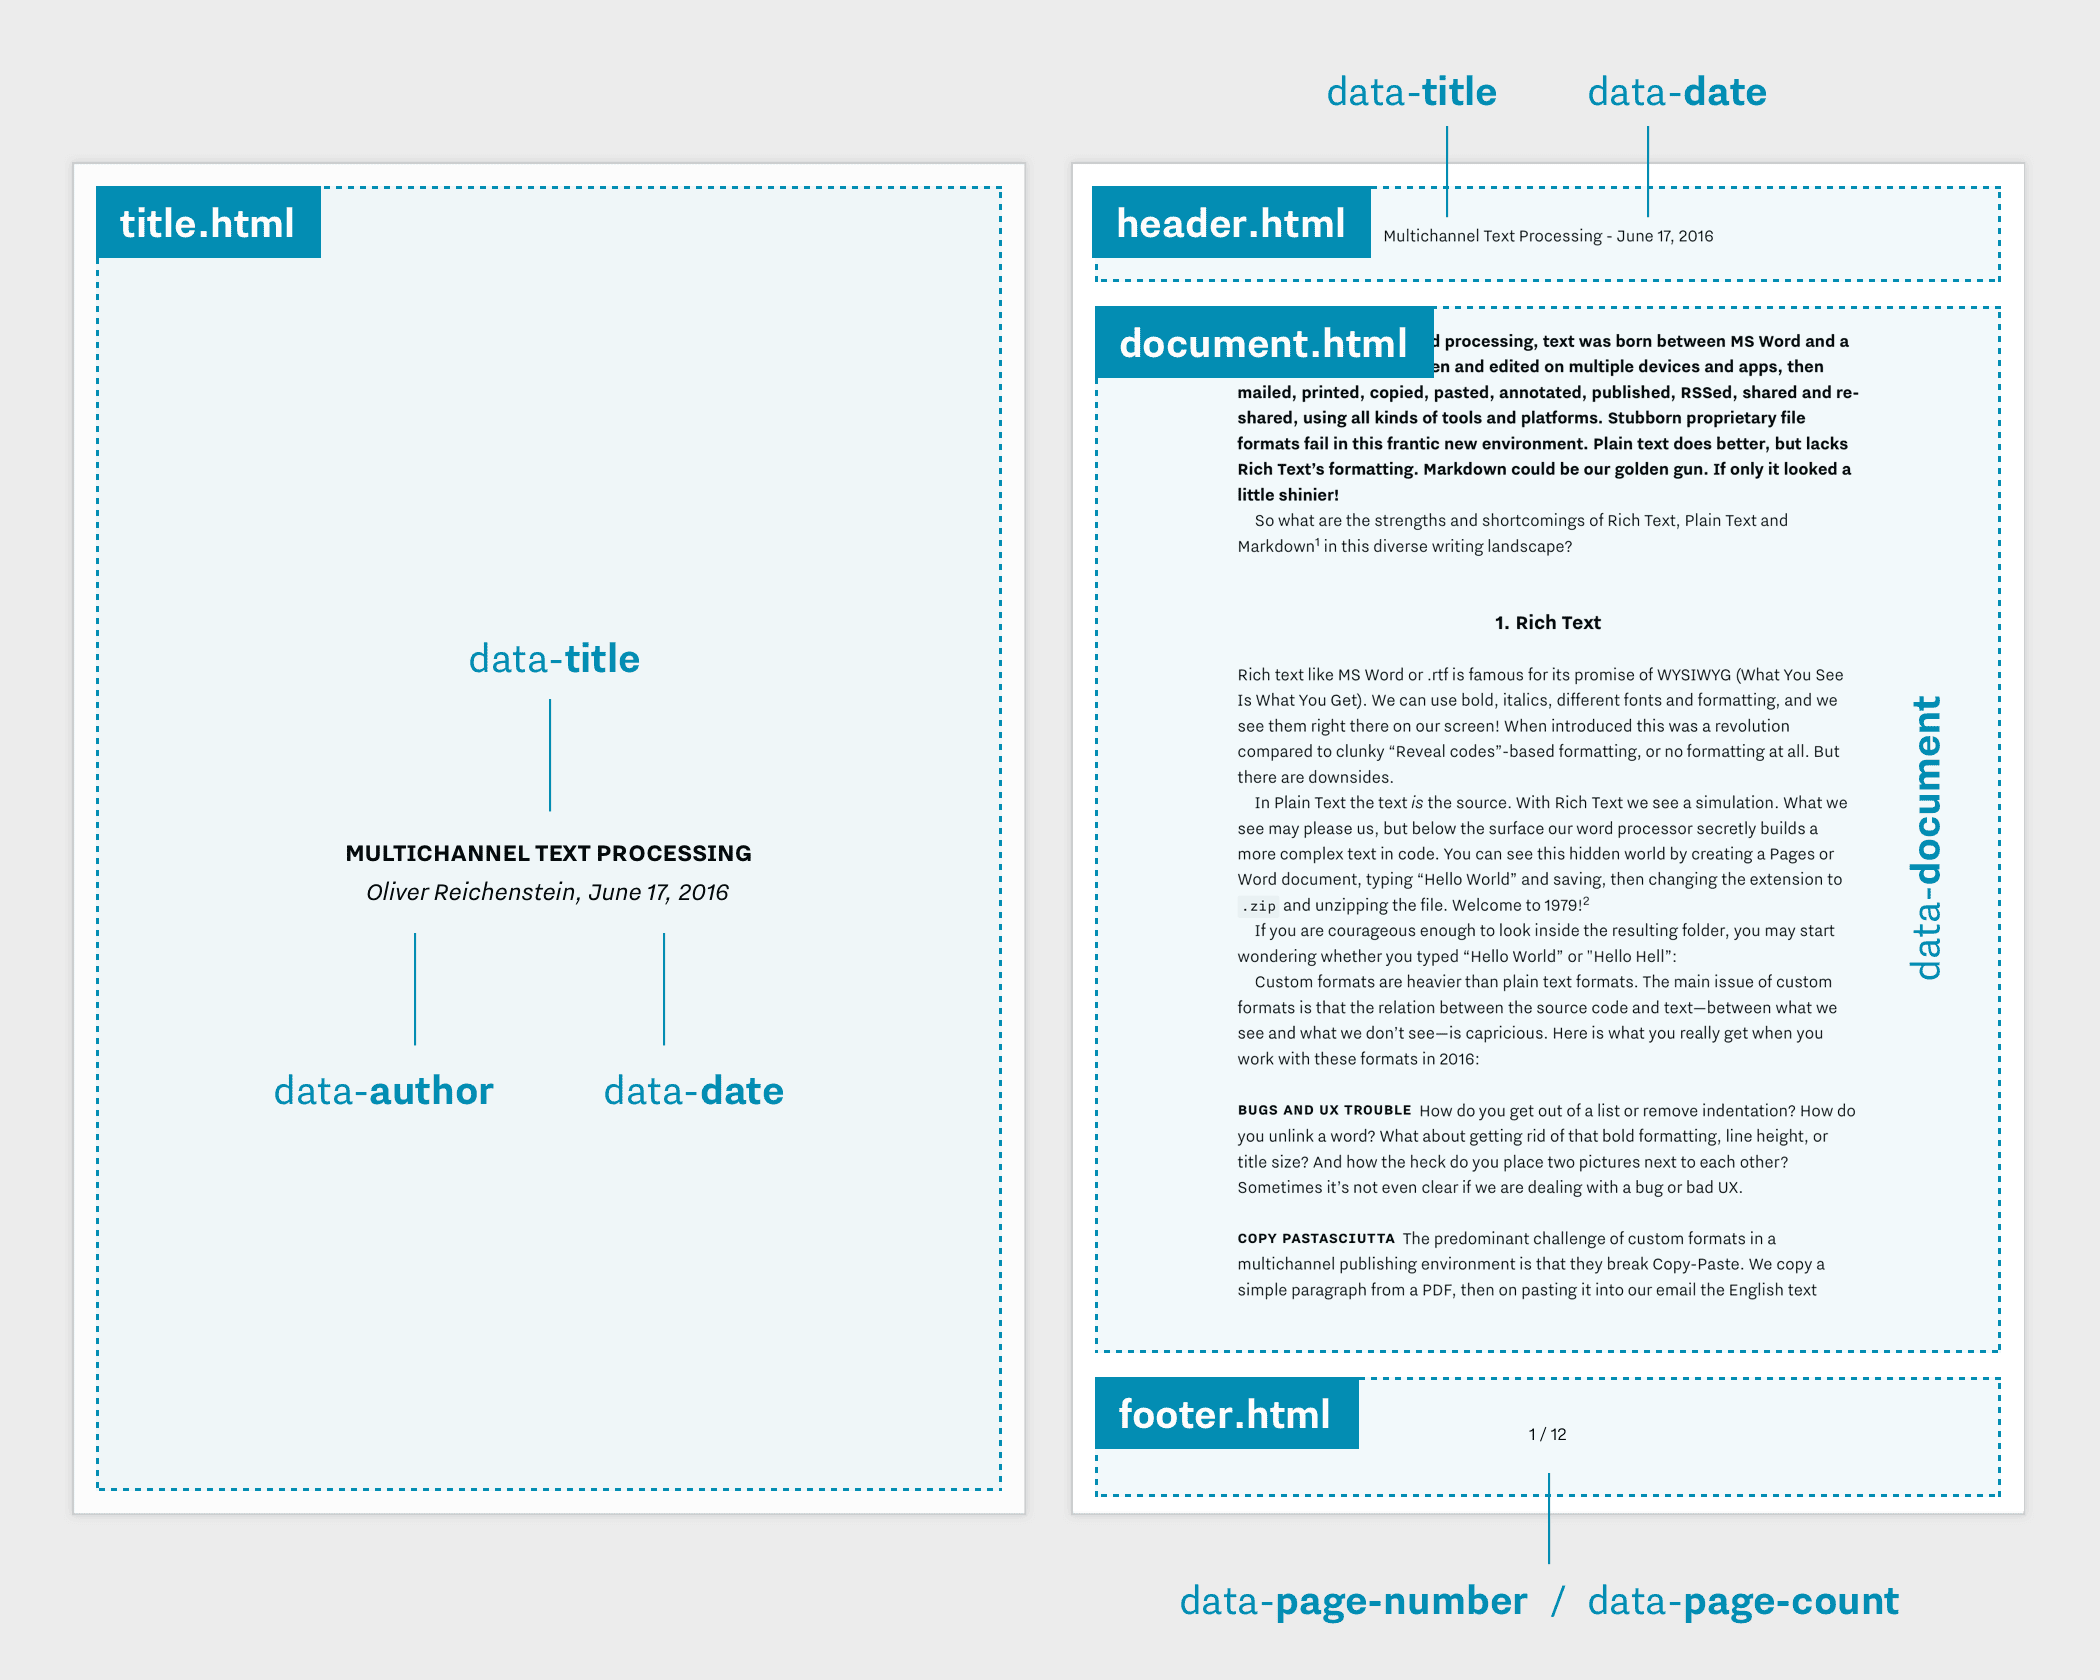 title.html
data-title
MULTICHANNEL TEXT PROCESSING
Oliver Reichenstein, June 17, 2016
data-author data-date
data-title data-date
header.html
Multichannel Text Processing - June 17, 2016
document.html
processing, text was born between MS Word and a
and edited on multiple devices and apps, then
mailed, printed, copied, pasted, annotated, published, RSSed, shared and re-
shared, using all kinds of tools and platforms. Stubborn proprietary file
formats fail in this frantic new environment. Plain text does better, but lacks
Rich Text’s formatting. Markdown could be our golden gun. If only it looked a
little shinier!
So what are the strengths and shortcomings of Rich Text, Plain Text and
Markdown¹ in this diverse writing landscape?
1. Rich Text
Rich text like MS Word or .rtf is famous for its promise of WYSIWYG (What You See
Is What You Get). We can use bold, italics, different fonts and formatting, and we
see them right there on our screen! When introduced this was a revolution
compared to clunky “Reveal codes”-based formatting, or no formatting at all. But
there are downsides.
In Plain Text the text is the source. With Rich Text we see a simulation. What we
see may please us, but below the surface our word processor secretly builds a
more complex text in code. You can see this hidden world by creating a Pages or
Word document, typing “Hello World” and saving, then changing the extension to
.zip and unzipping the file. Welcome to 1979!²
If you are courageous enough to look inside the resulting folder, you may start
wondering whether you typed “Hello World” or "Hello Hell”:
Custom formats are heavier than plain text formats. The main issue of custom
formats is that the relation between the source code and text—between what we
see and what we don’t see—is capricious. Here is what you really get when you
work with these formats in 2016:
BUGS AND UX TROUBLE How do you get out of a list or remove indentation? How do
you unlink a word? What about getting rid of that bold formatting, line height, or
title size? And how the heck do you place two pictures next to each other?
Sometimes it’s not even clear if we are dealing with a bug or bad UX.
COPY PASTASCIUTTA The predominant challenge of custom formats in a
multichannel publishing environment is that they break Copy-Paste. We copy a
simple paragraph from a PDF, then on pasting it into our email the English text
data-document
footer.html
1 / 12
data-page-number / data-page-count